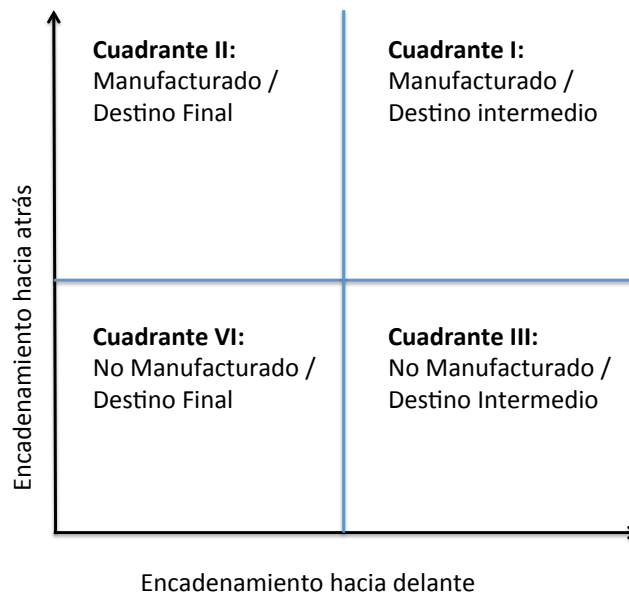 Cuadrante II:
Manufacturado /
Destino Final
Cuadrante I:
Manufacturado /
Destino intermedio
Encadenamiento hacia atrás
Cuadrante VI:
No Manufacturado /
Destino Final
Cuadrante III:
No Manufacturado /
Destino Intermedio
Encadenamiento hacia delante